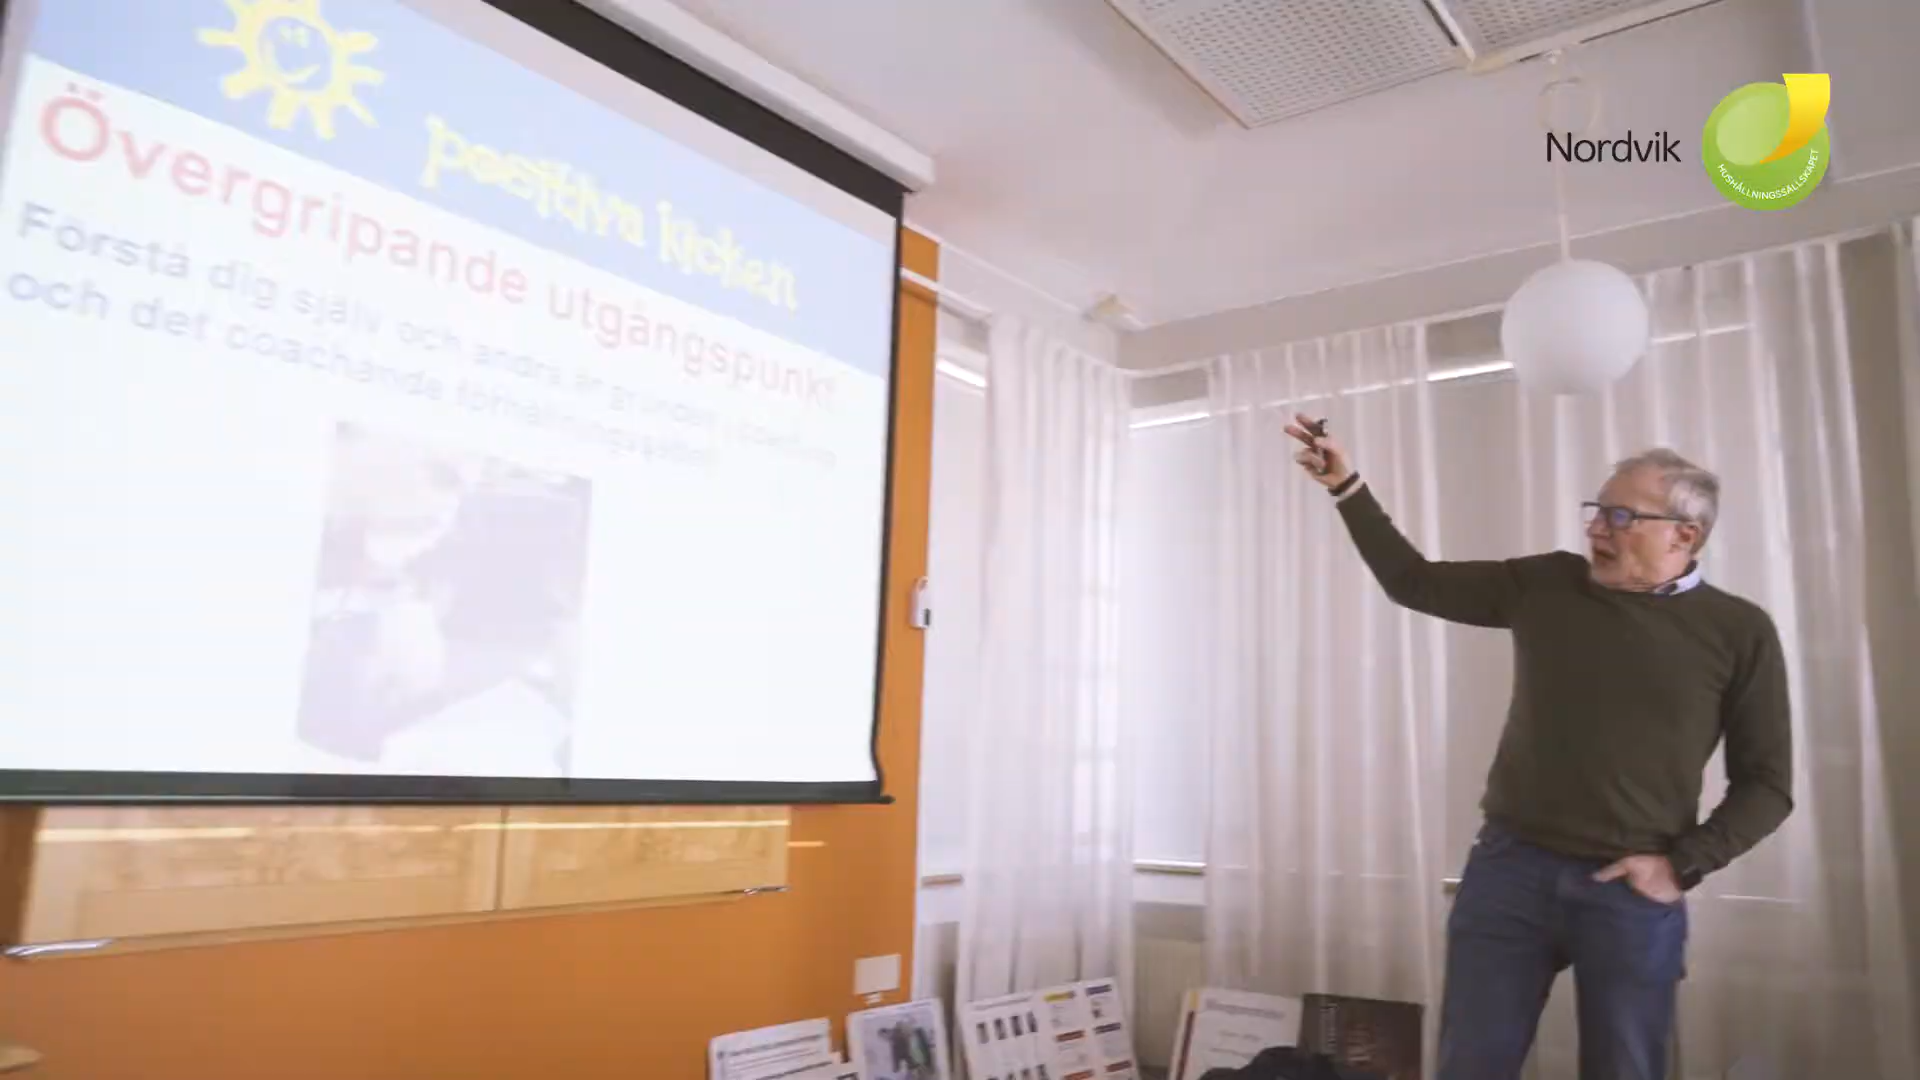 positiva kicken
Övergripande utgångspunkt
Förstå dig själv och andra är grunden i coaching
och det coachande förhållningssättet
Nordvik
HUSHÅLLNINGSSÄLLSKAPET